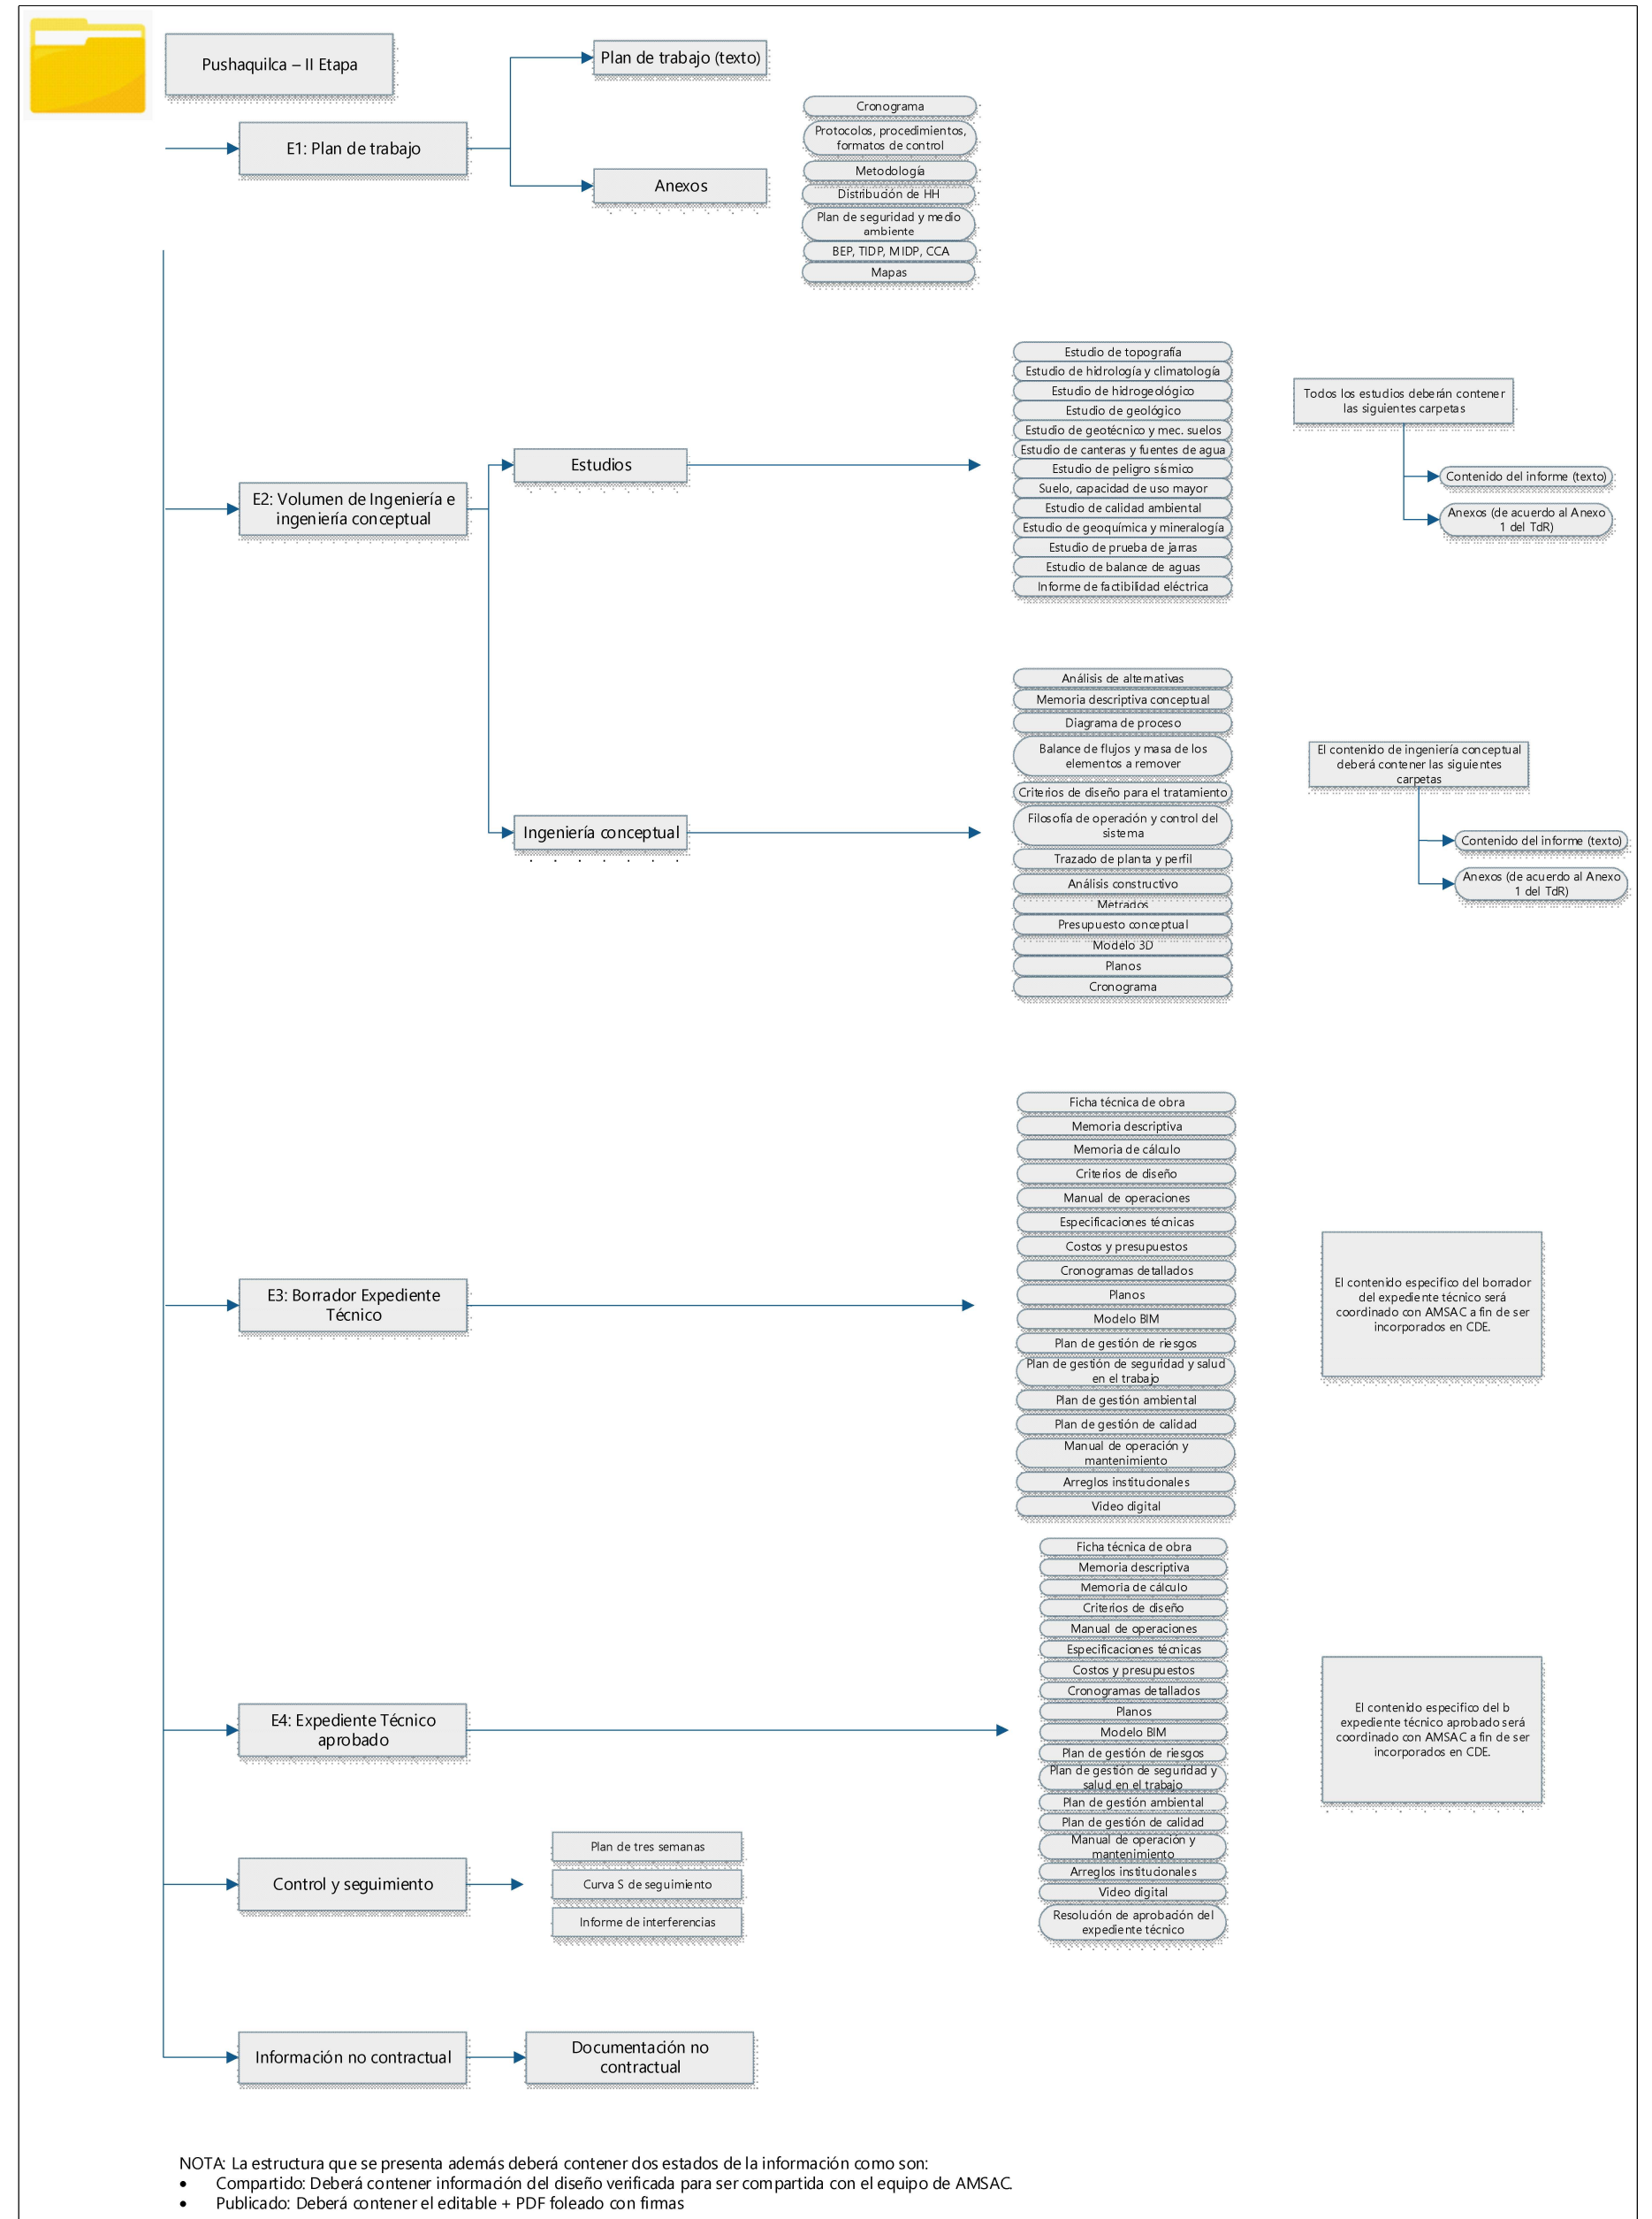 Pushaquilca – II Etapa
Plan de trabajo (texto)
E1: Plan de trabajo
Anexos
Cronograma
Protocolos, procedimientos,
formatos de control
Metodología
Distribución de HH
Plan de seguridad y medio
ambiente
BEP, TIDP, MIDP, CCA
Mapas
E2: Volumen de Ingeniería e
ingeniería conceptual
Estudios
Estudio de topografía
Estudio de hidrología y climatología
Estudio de hidrogeológico
Estudio de geológico
Estudio de geotécnico y mec. suelos
Estudio de canteras y fuentes de agua
Estudio de peligro sísmico
Suelo, capacidad de uso mayor
Estudio de calidad ambiental
Estudio de geoquímica y mineralogía
Estudio de prueba de jarras
Estudio de balance de aguas
Informe de factibilidad eléctrica
Todos los estudios deberán contener
las siguientes carpetas
Contenido del informe (texto)
Anexos (de acuerdo al Anexo
1 del TdR)
Ingeniería conceptual
Análisis de alternativas
Memoria descriptiva conceptual
Diagrama de proceso
Balance de flujos y masa de los
elementos a remover
Criterios de diseño para el tratamiento
Filosofía de operación y control del
sistema
Trazado de planta y perfil
Análisis constructivo
Metrados
Presupuesto conceptual
Modelo 3D
Planos
Cronograma
El contenido de ingeniería conceptual
deberá contener las siguientes
carpetas
Contenido del informe (texto)
Anexos (de acuerdo al Anexo
1 del TdR)
E3: Borrador Expediente
Técnico
Ficha técnica de obra
Memoria descriptiva
Memoria de cálculo
Criterios de diseño
Manual de operaciones
Especificaciones técnicas
Costos y presupuestos
Cronogramas detallados
Planos
Modelo BIM
Plan de gestión de riesgos
Plan de gestión de seguridad y salud
en el trabajo
Plan de gestión ambiental
Plan de gestión de calidad
Manual de operación y
mantenimiento
Arreglos institucionales
Video digital
El contenido especifico del borrador
del expediente técnico será
coordinado con AMSAC a fin de ser
incorporados en CDE.
E4: Expediente Técnico
aprobado
Ficha técnica de obra
Memoria descriptiva
Memoria de cálculo
Criterios de diseño
Manual de operaciones
Especificaciones técnicas
Costos y presupuestos
Cronogramas detallados
Planos
Modelo BIM
Plan de gestión de riesgos
Plan de gestión de seguridad y
salud en el trabajo
Plan de gestión ambiental
Plan de gestión de calidad
Manual de operación y
mantenimiento
Arreglos institucionales
Video digital
Resolución de aprobación del
expediente técnico
El contenido especifico del b
expediente técnico aprobado será
coordinado con AMSAC a fin de ser
incorporados en CDE.
Control y seguimiento
Plan de tres semanas
Curva S de seguimiento
Informe de interferencias
Información no contractual
Documentación no
contractual
NOTA: La estructura que se presenta además deberá contener dos estados de la información como son:
• Compartido: Deberá contener información del diseño verificada para ser compartida con el equipo de AMSAC.
• Publicado: Deberá contener el editable + PDF foleado con firmas